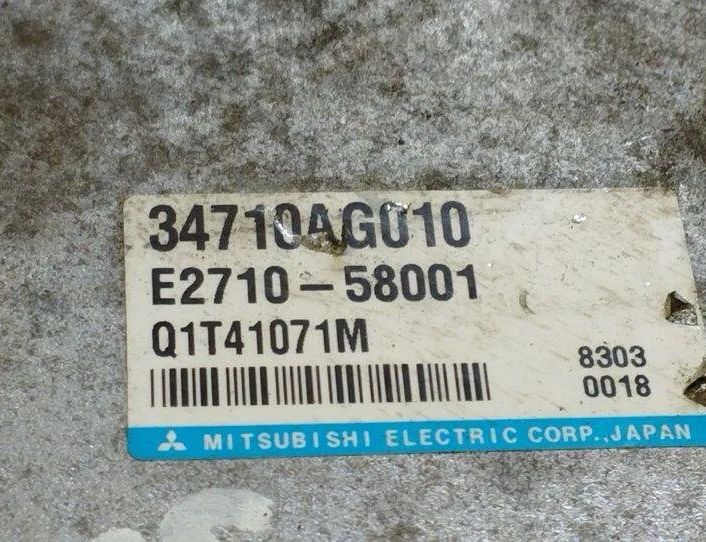 34710AG010
E2710-58001
Q1T41071M
8303
0018
MITSUBISHI ELECTRIC CORP.,JAPAN